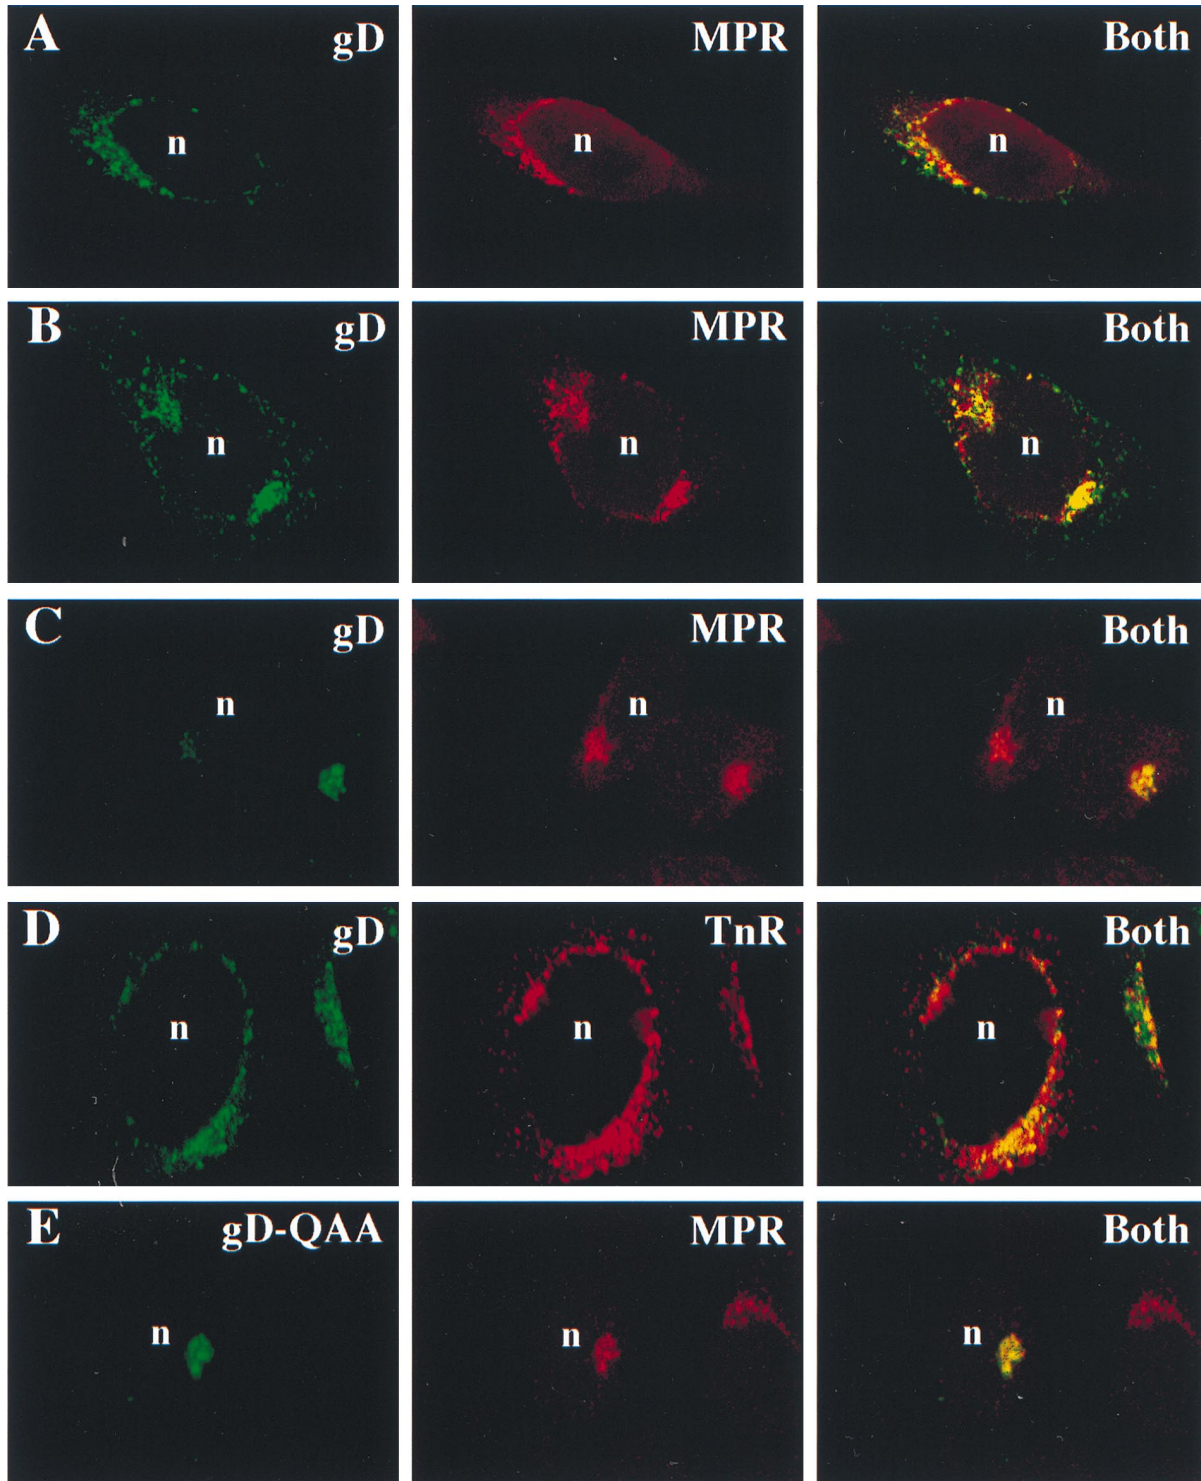 A gD MPR Both
n n n
B gD MPR Both
n n n
C gD MPR Both
n n n
D gD TnR Both
n n n
E gD-QAA MPR Both
n n n